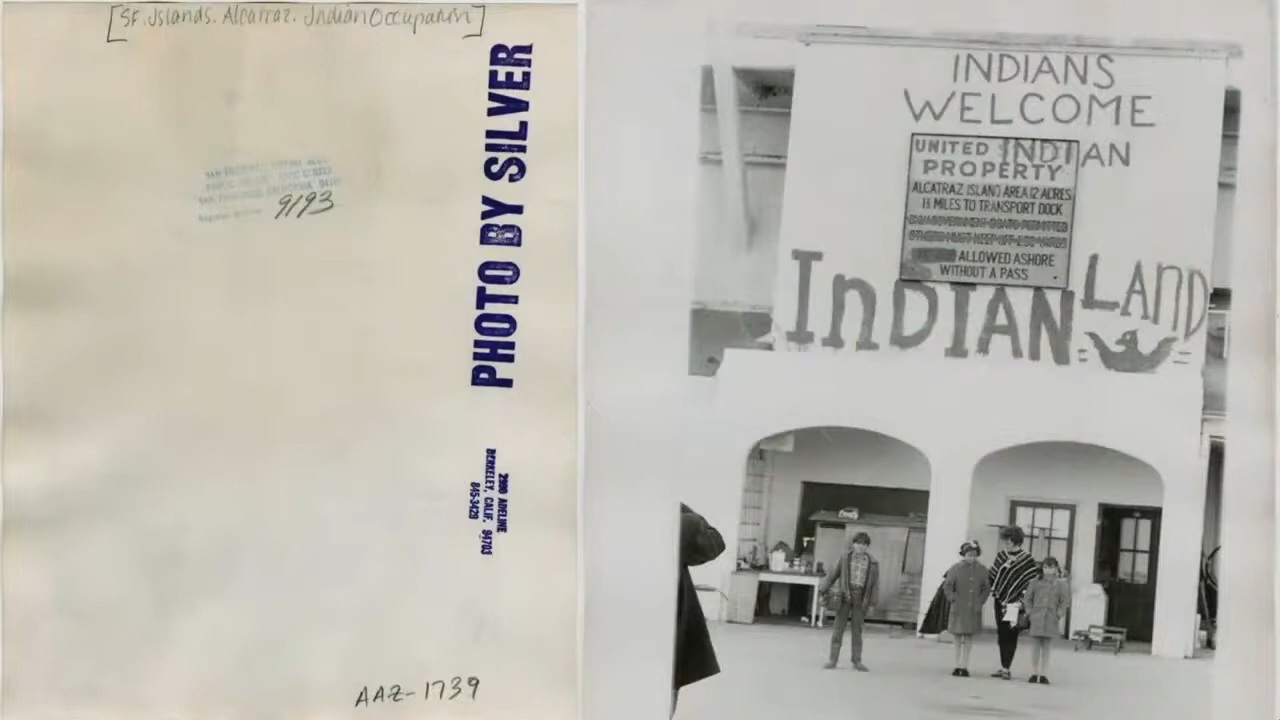 [SF. Islands. Alcatraz. Indian Occupation]
PHOTO BY SILVER
9193
2900 ADELINE
BERKELEY, CALIF. 94703
845-3429
AAZ-1739
INDIANS
WELCOME
UNITED INDIAN
PROPERTY
ALCATRAZ ISLAND AREA 12 ACRES
1½ MILES TO TRANSPORT DOCK
ALLOWED ASHORE
WITHOUT A PASS
INDIAN LAND